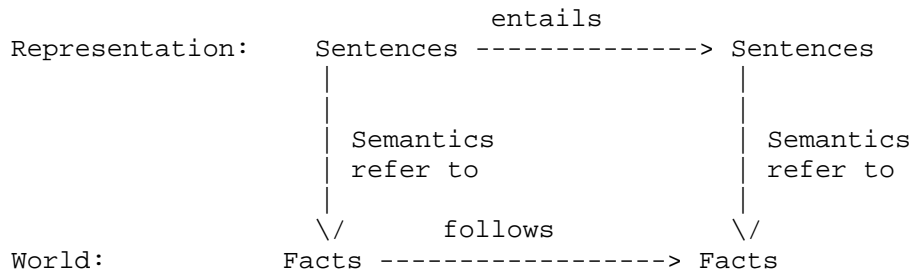 entails
Representation: Sentences --------------> Sentences
Semantics Semantics
refer to refer to
follows
World: Facts ------------------> Facts